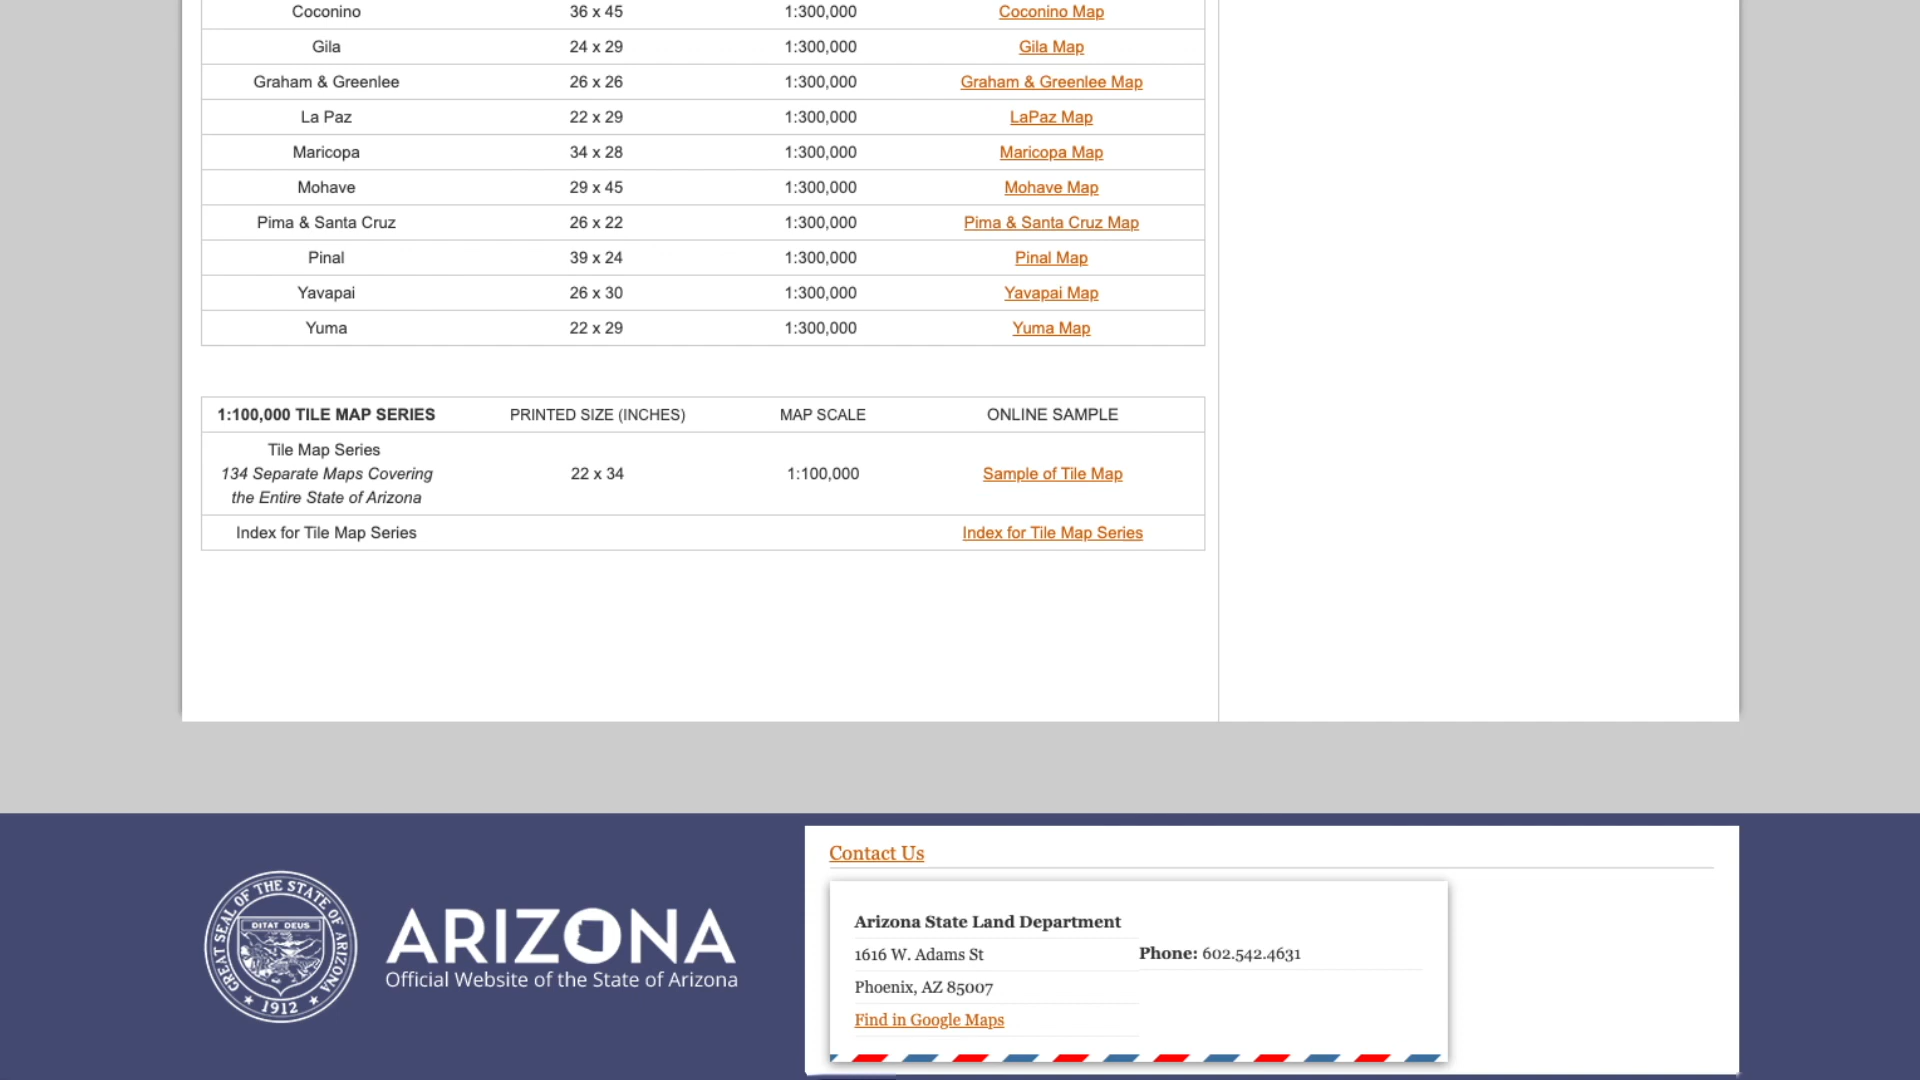 Coconino 36 x 45 1:300,000 Coconino Map
Gila 24 x 29 1:300,000 Gila Map
Graham & Greenlee 26 x 26 1:300,000 Graham & Greenlee Map
La Paz 22 x 29 1:300,000 LaPaz Map
Maricopa 34 x 28 1:300,000 Maricopa Map
Mohave 29 x 45 1:300,000 Mohave Map
Pima & Santa Cruz 26 x 22 1:300,000 Pima & Santa Cruz Map
Pinal 39 x 24 1:300,000 Pinal Map
Yavapai 26 x 30 1:300,000 Yavapai Map
Yuma 22 x 29 1:300,000 Yuma Map
1:100,000 TILE MAP SERIES PRINTED SIZE (INCHES) MAP SCALE ONLINE SAMPLE
Tile Map Series
134 Separate Maps Covering 22 x 34 1:100,000 Sample of Tile Map
the Entire State of Arizona
Index for Tile Map Series Index for Tile Map Series
GREAT SEAL OF THE STATE OF ARIZONA
DITAT DEUS
1912
ARIZONA
Official Website of the State of Arizona
Contact Us
Arizona State Land Department
1616 W. Adams St
Phoenix, AZ 85007
Find in Google Maps
Phone: 602.542.4631